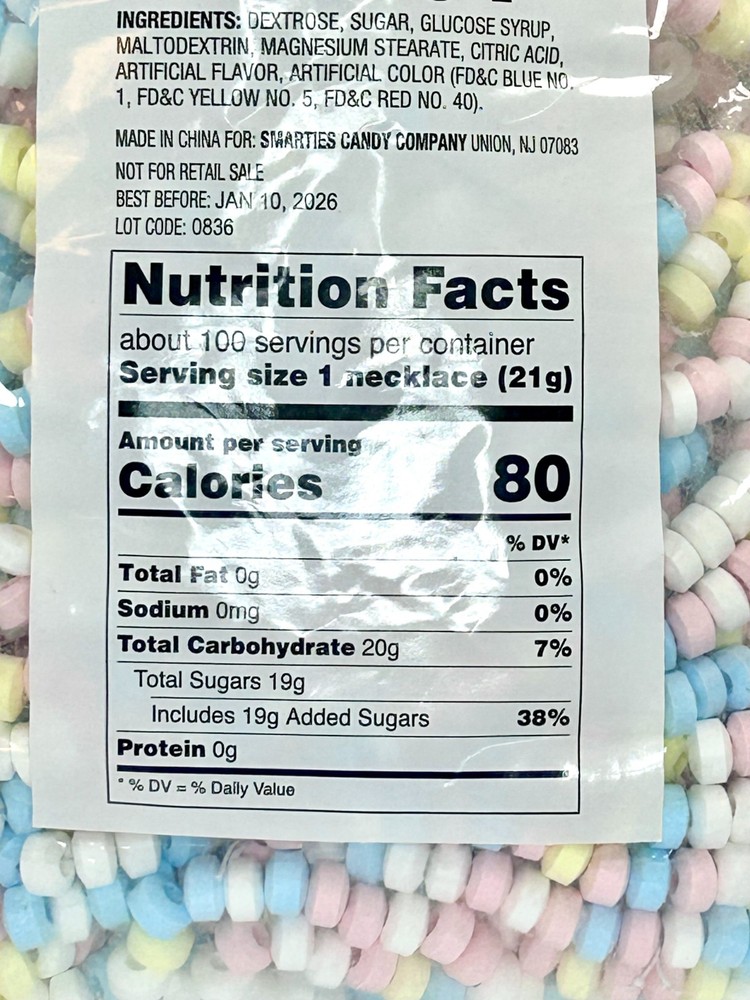 INGREDIENTS: DEXTROSE, SUGAR, GLUCOSE SYRUP,
MALTODEXTRIN, MAGNESIUM STEARATE, CITRIC ACID,
ARTIFICIAL FLAVOR, ARTIFICIAL COLOR (FD&C BLUE NO.
1, FD&C YELLOW NO. 5, FD&C RED NO. 40).
MADE IN CHINA FOR: SMARTIES CANDY COMPANY UNION, NJ 07083
NOT FOR RETAIL SALE
BEST BEFORE: JAN 10, 2026
LOT CODE: 0836
Nutrition Facts
about 100 servings per container
Serving size 1 necklace (21g)
Amount per serving
Calories 80
% DV*
Total Fat 0g 0%
Sodium 0mg 0%
Total Carbohydrate 20g 7%
Total Sugars 19g
Includes 19g Added Sugars 38%
Protein 0g
* % DV = % Daily Value